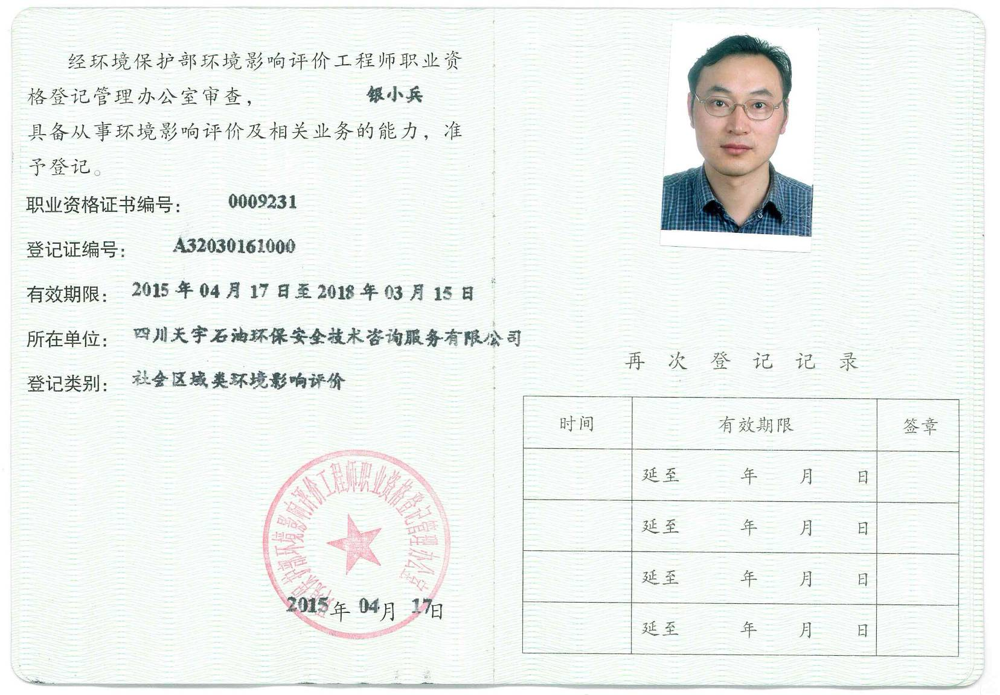 经环境保护部环境影响评价工程师职业资
格登记管理办公室审查， 银小兵
具备从事环境影响评价及相关业务的能力，准
予登记。
职业资格证书编号： 0009231
登记证编号： A32030161000
有效期限： 2015 年 04 月 17 日至 2018 年 03 月 15 日
所在单位： 四川天宇石油环保安全技术咨询服务有限公司
登记类别： 社会区域类环境影响评价
环境保护部环境影响评价工程师职业资格登记管理办公室
2015年 04月 17日
再次登记记录
时间 有效期限 签章
延至 年 月 日
延至 年 月 日
延至 年 月 日
延至 年 月 日